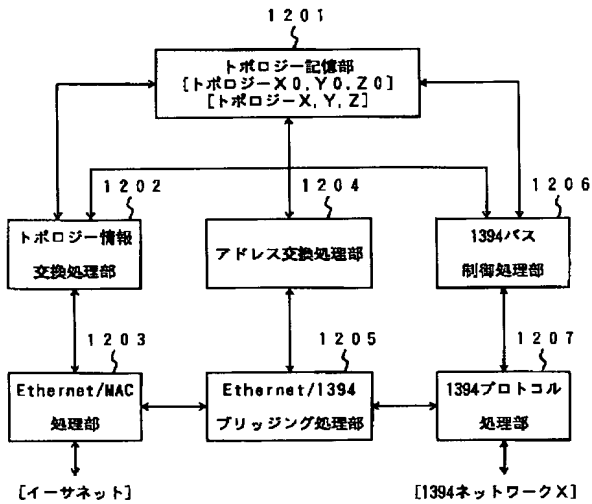 1201
トポロジー記憶部
[トポロジーX0,Y0,Z0]
[トポロジーX,Y,Z]
1202
1204
1206
トポロジー情報
交換処理部
アドレス交換処理部
1394バス
制御処理部
1203
1205
1207
Ethernet/MAC
処理部
Ethernet/1394
ブリッジング処理部
1394プロトコル
処理部
[イーサネット]
[1394ネットワークX]